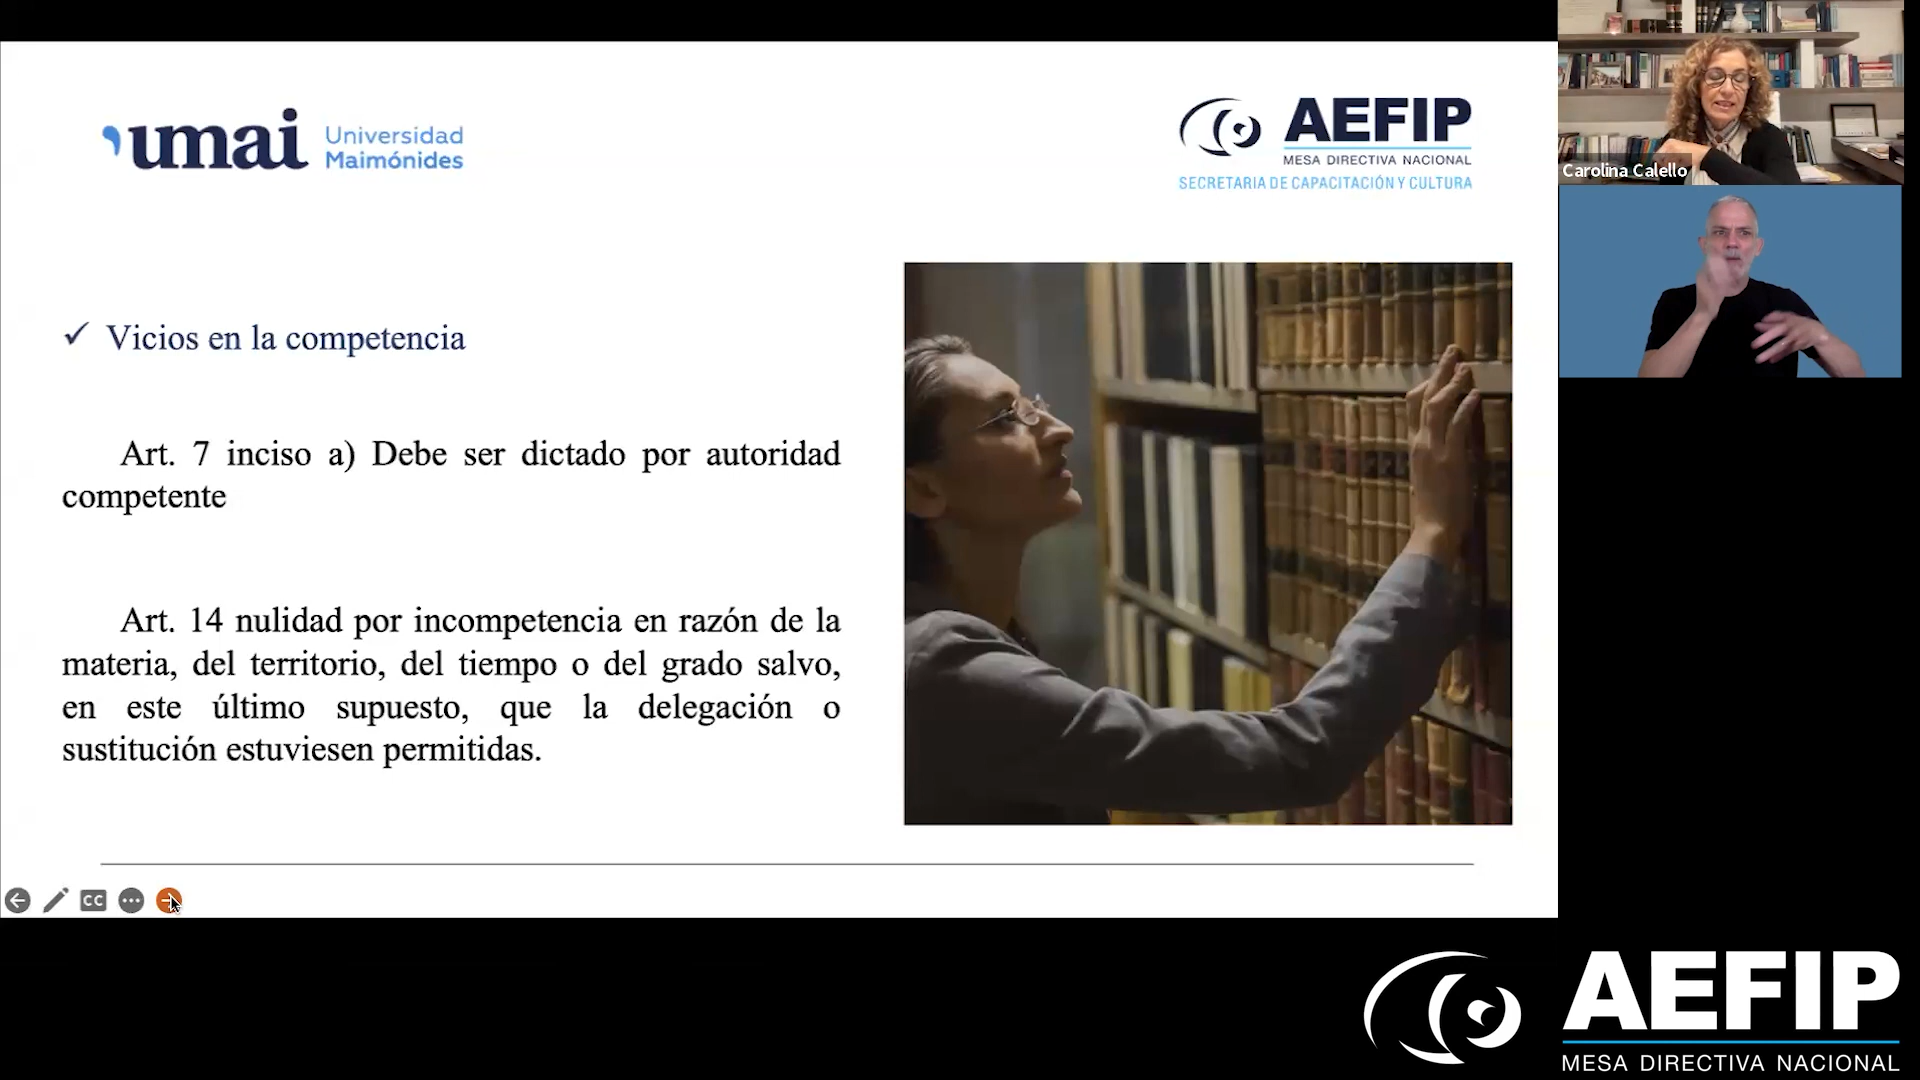 umai Universidad
Maimónides
AEFIP
MESA DIRECTIVA NACIONAL
SECRETARIA DE CAPACITACIÓN Y CULTURA
✓ Vicios en la competencia
Art. 7 inciso a) Debe ser dictado por autoridad
competente
Art. 14 nulidad por incompetencia en razón de la
materia, del territorio, del tiempo o del grado salvo,
en este último supuesto, que la delegación o
sustitución estuviesen permitidas.
CC
Carolina Calello
AEFIP
MESA DIRECTIVA NACIONAL